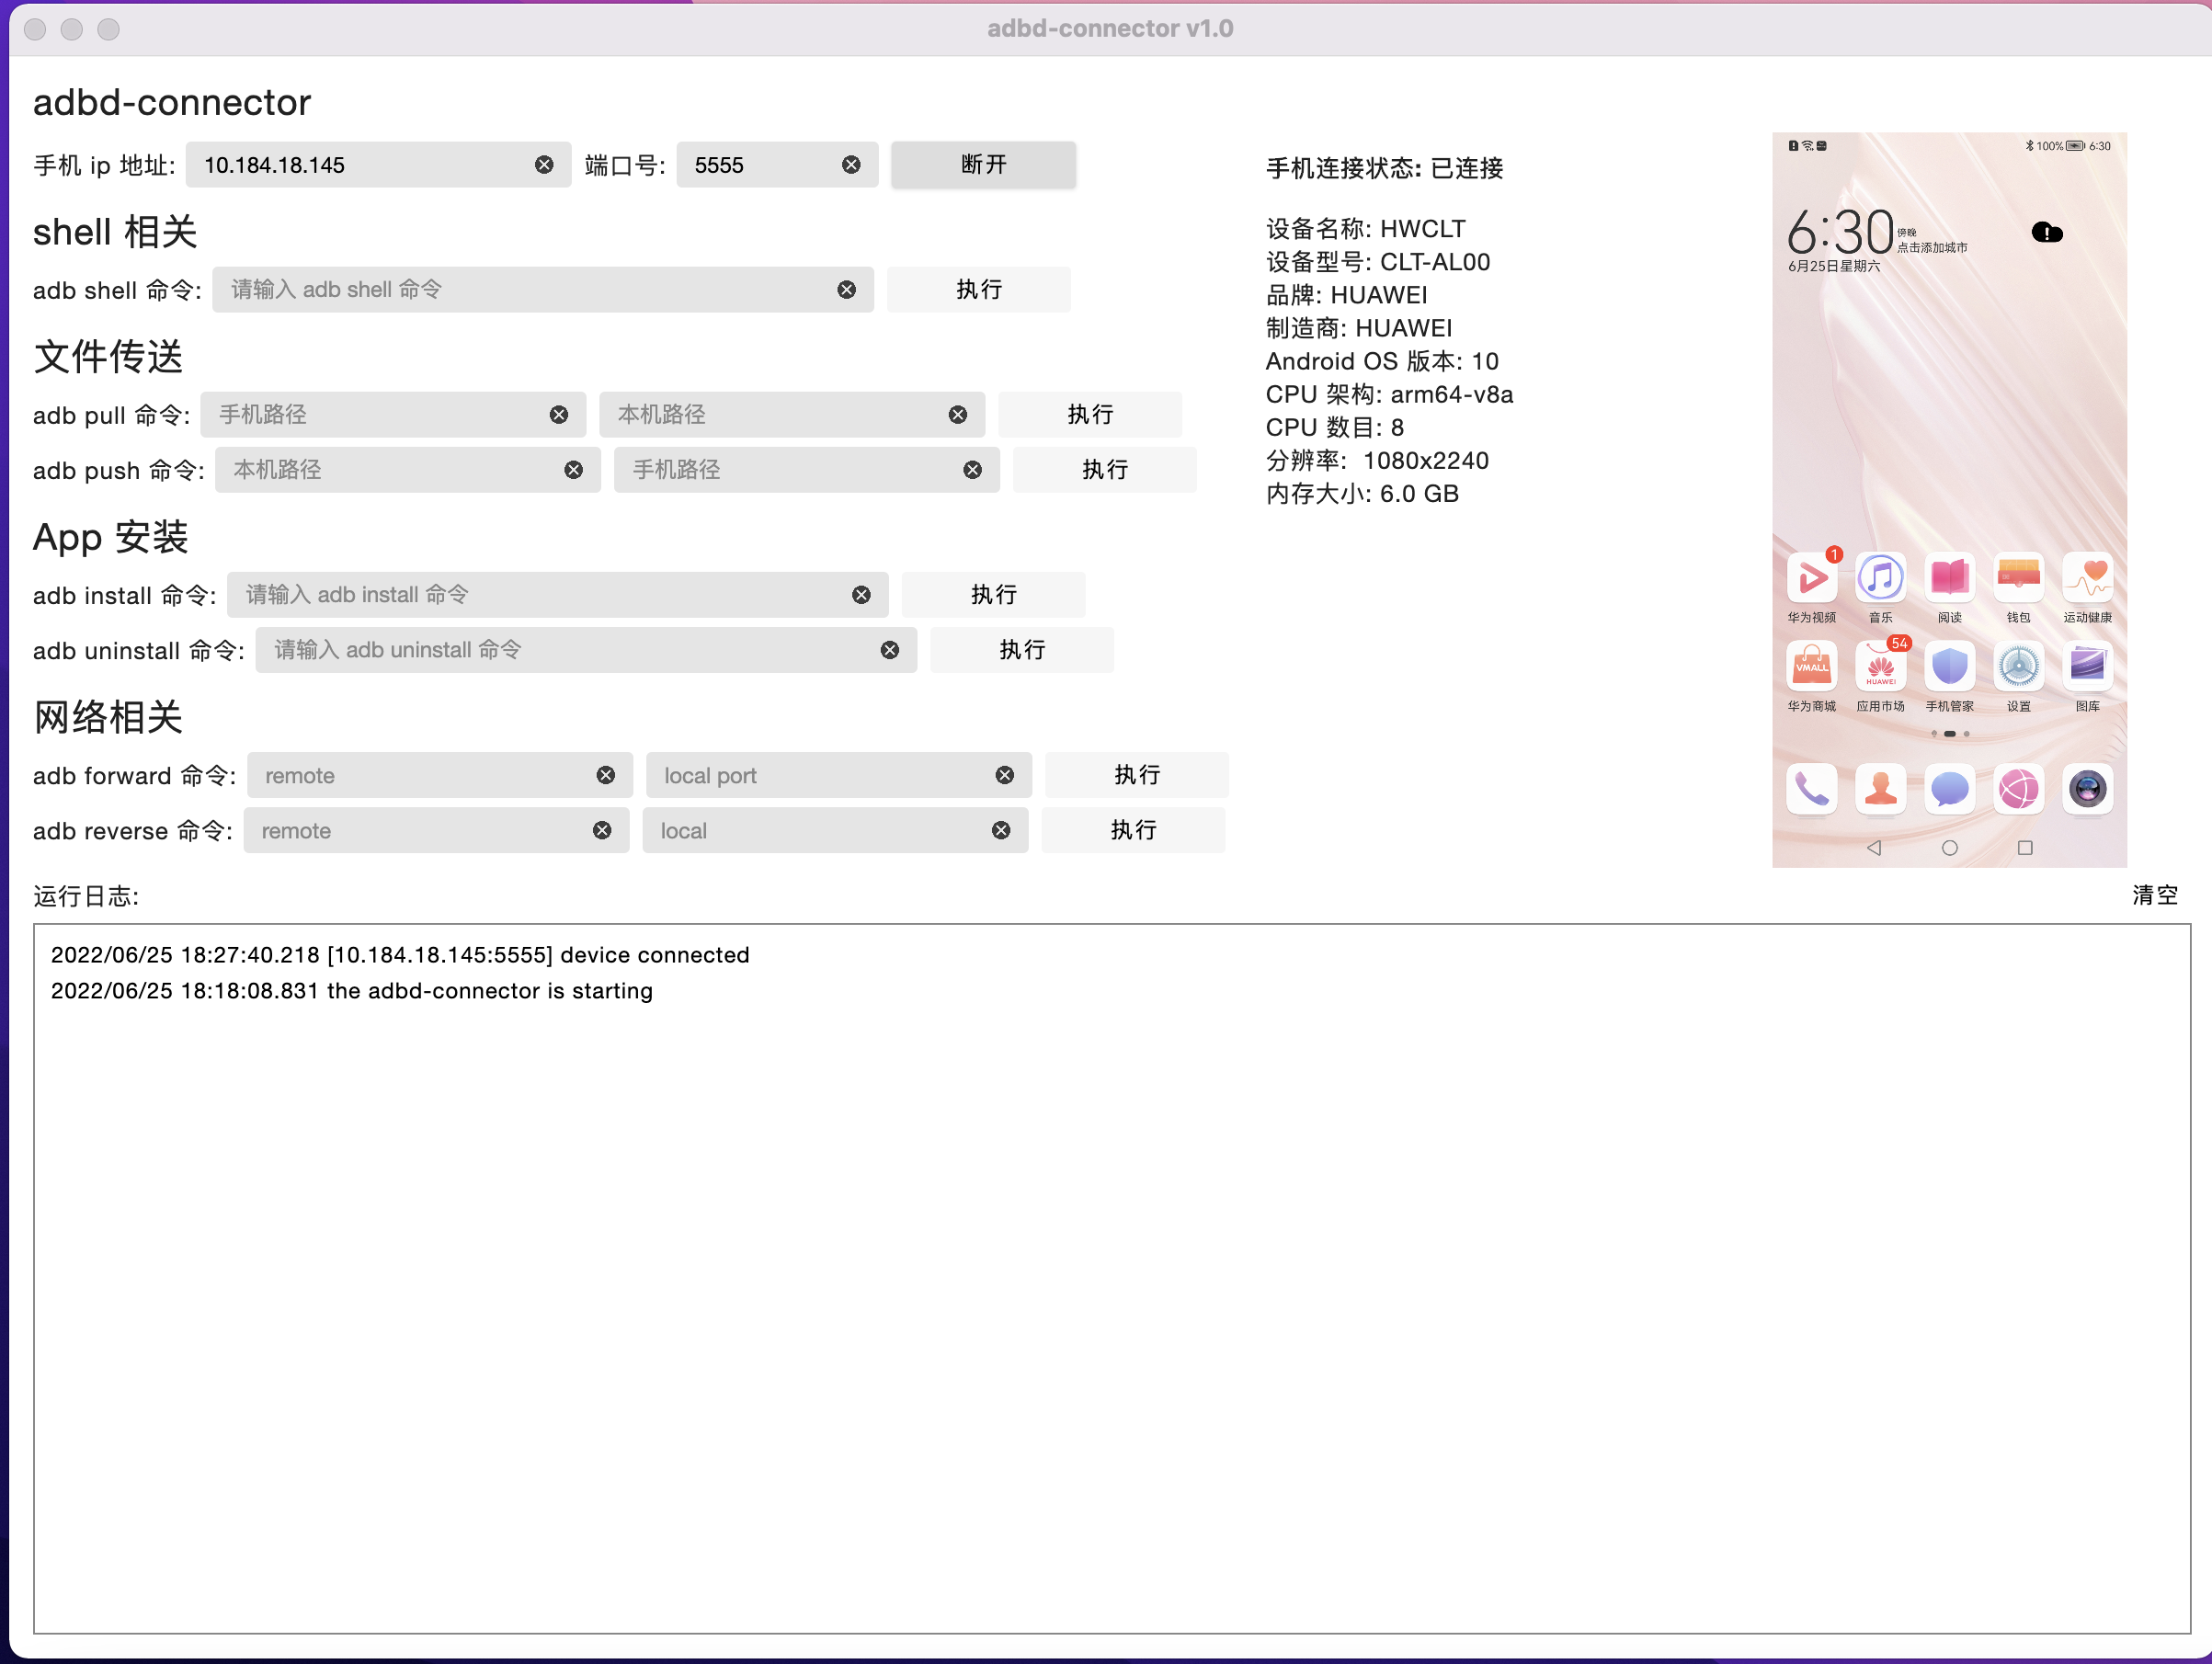 adbd-connector v1.0
adbd-connector
手机 ip 地址: 10.184.18.145 端口号: 5555 断开
shell 相关
adb shell 命令: 请输入 adb shell 命令 执行
文件传送
adb pull 命令: 手机路径 本机路径 执行
adb push 命令: 本机路径 手机路径 执行
App 安装
adb install 命令: 请输入 adb install 命令 执行
adb uninstall 命令: 请输入 adb uninstall 命令 执行
网络相关
adb forward 命令: remote local port 执行
adb reverse 命令: remote local 执行
手机连接状态: 已连接
设备名称: HWCLT
设备型号: CLT-AL00
品牌: HUAWEI
制造商: HUAWEI
Android OS 版本: 10
CPU 架构: arm64-v8a
CPU 数目: 8
分辨率: 1080x2240
内存大小: 6.0 GB
100% 6:30
6:30 傍晚
点击添加城市
6月25日星期六
1
华为视频 音乐 阅读 钱包 运动健康
54
VMALL HUAWEI
华为商城 应用市场 手机管家 设置 图库
运行日志: 清空
2022/06/25 18:27:40.218 [10.184.18.145:5555] device connected
2022/06/25 18:18:08.831 the adbd-connector is starting